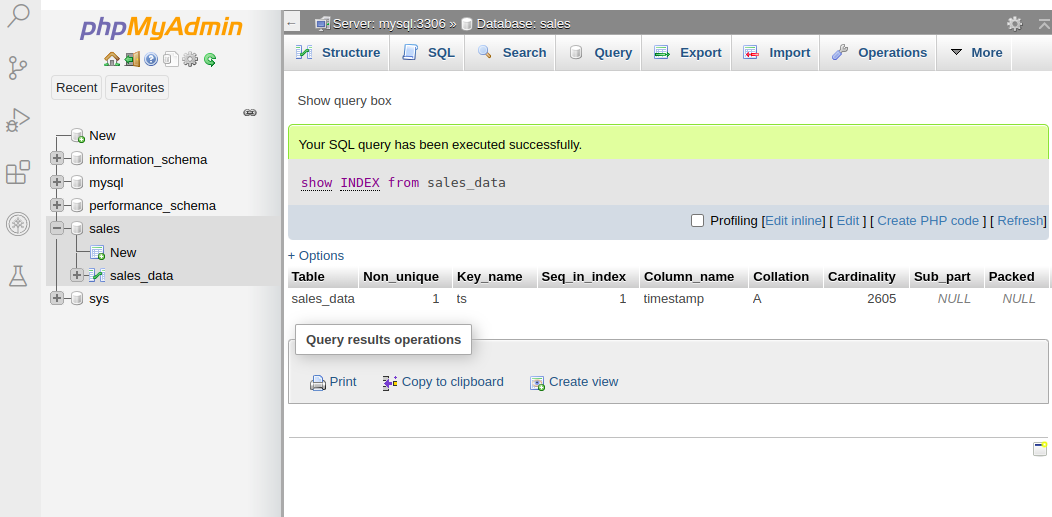 phpMyAdmin
Recent Favorites
New
information_schema
mysql
performance_schema
sales
New
sales_data
sys
← Server: mysql:3306 » Database: sales
Structure SQL Search Query Export Import Operations More
Show query box
Your SQL query has been executed successfully.
show INDEX from sales_data
Profiling [Edit inline] [ Edit ] [ Create PHP code ] [ Refresh]
+ Options
Table Non_unique Key_name Seq_in_index Column_name Collation Cardinality Sub_part Packed
sales_data 1 ts 1 timestamp A 2605 NULL NULL
Query results operations
Print Copy to clipboard Create view